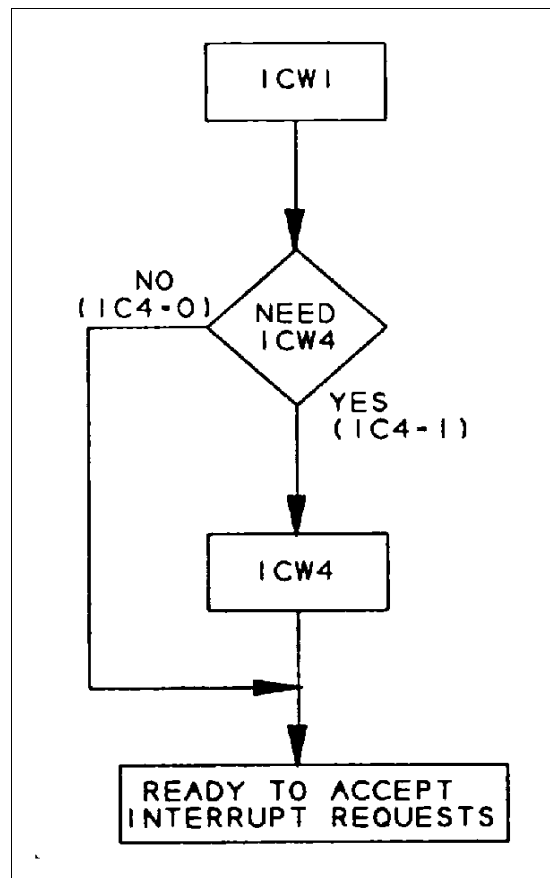 ICW1
NO
(IC4-0)
NEED
ICW4
YES
(IC4-1)
ICW4
READY TO ACCEPT
INTERRUPT REQUESTS